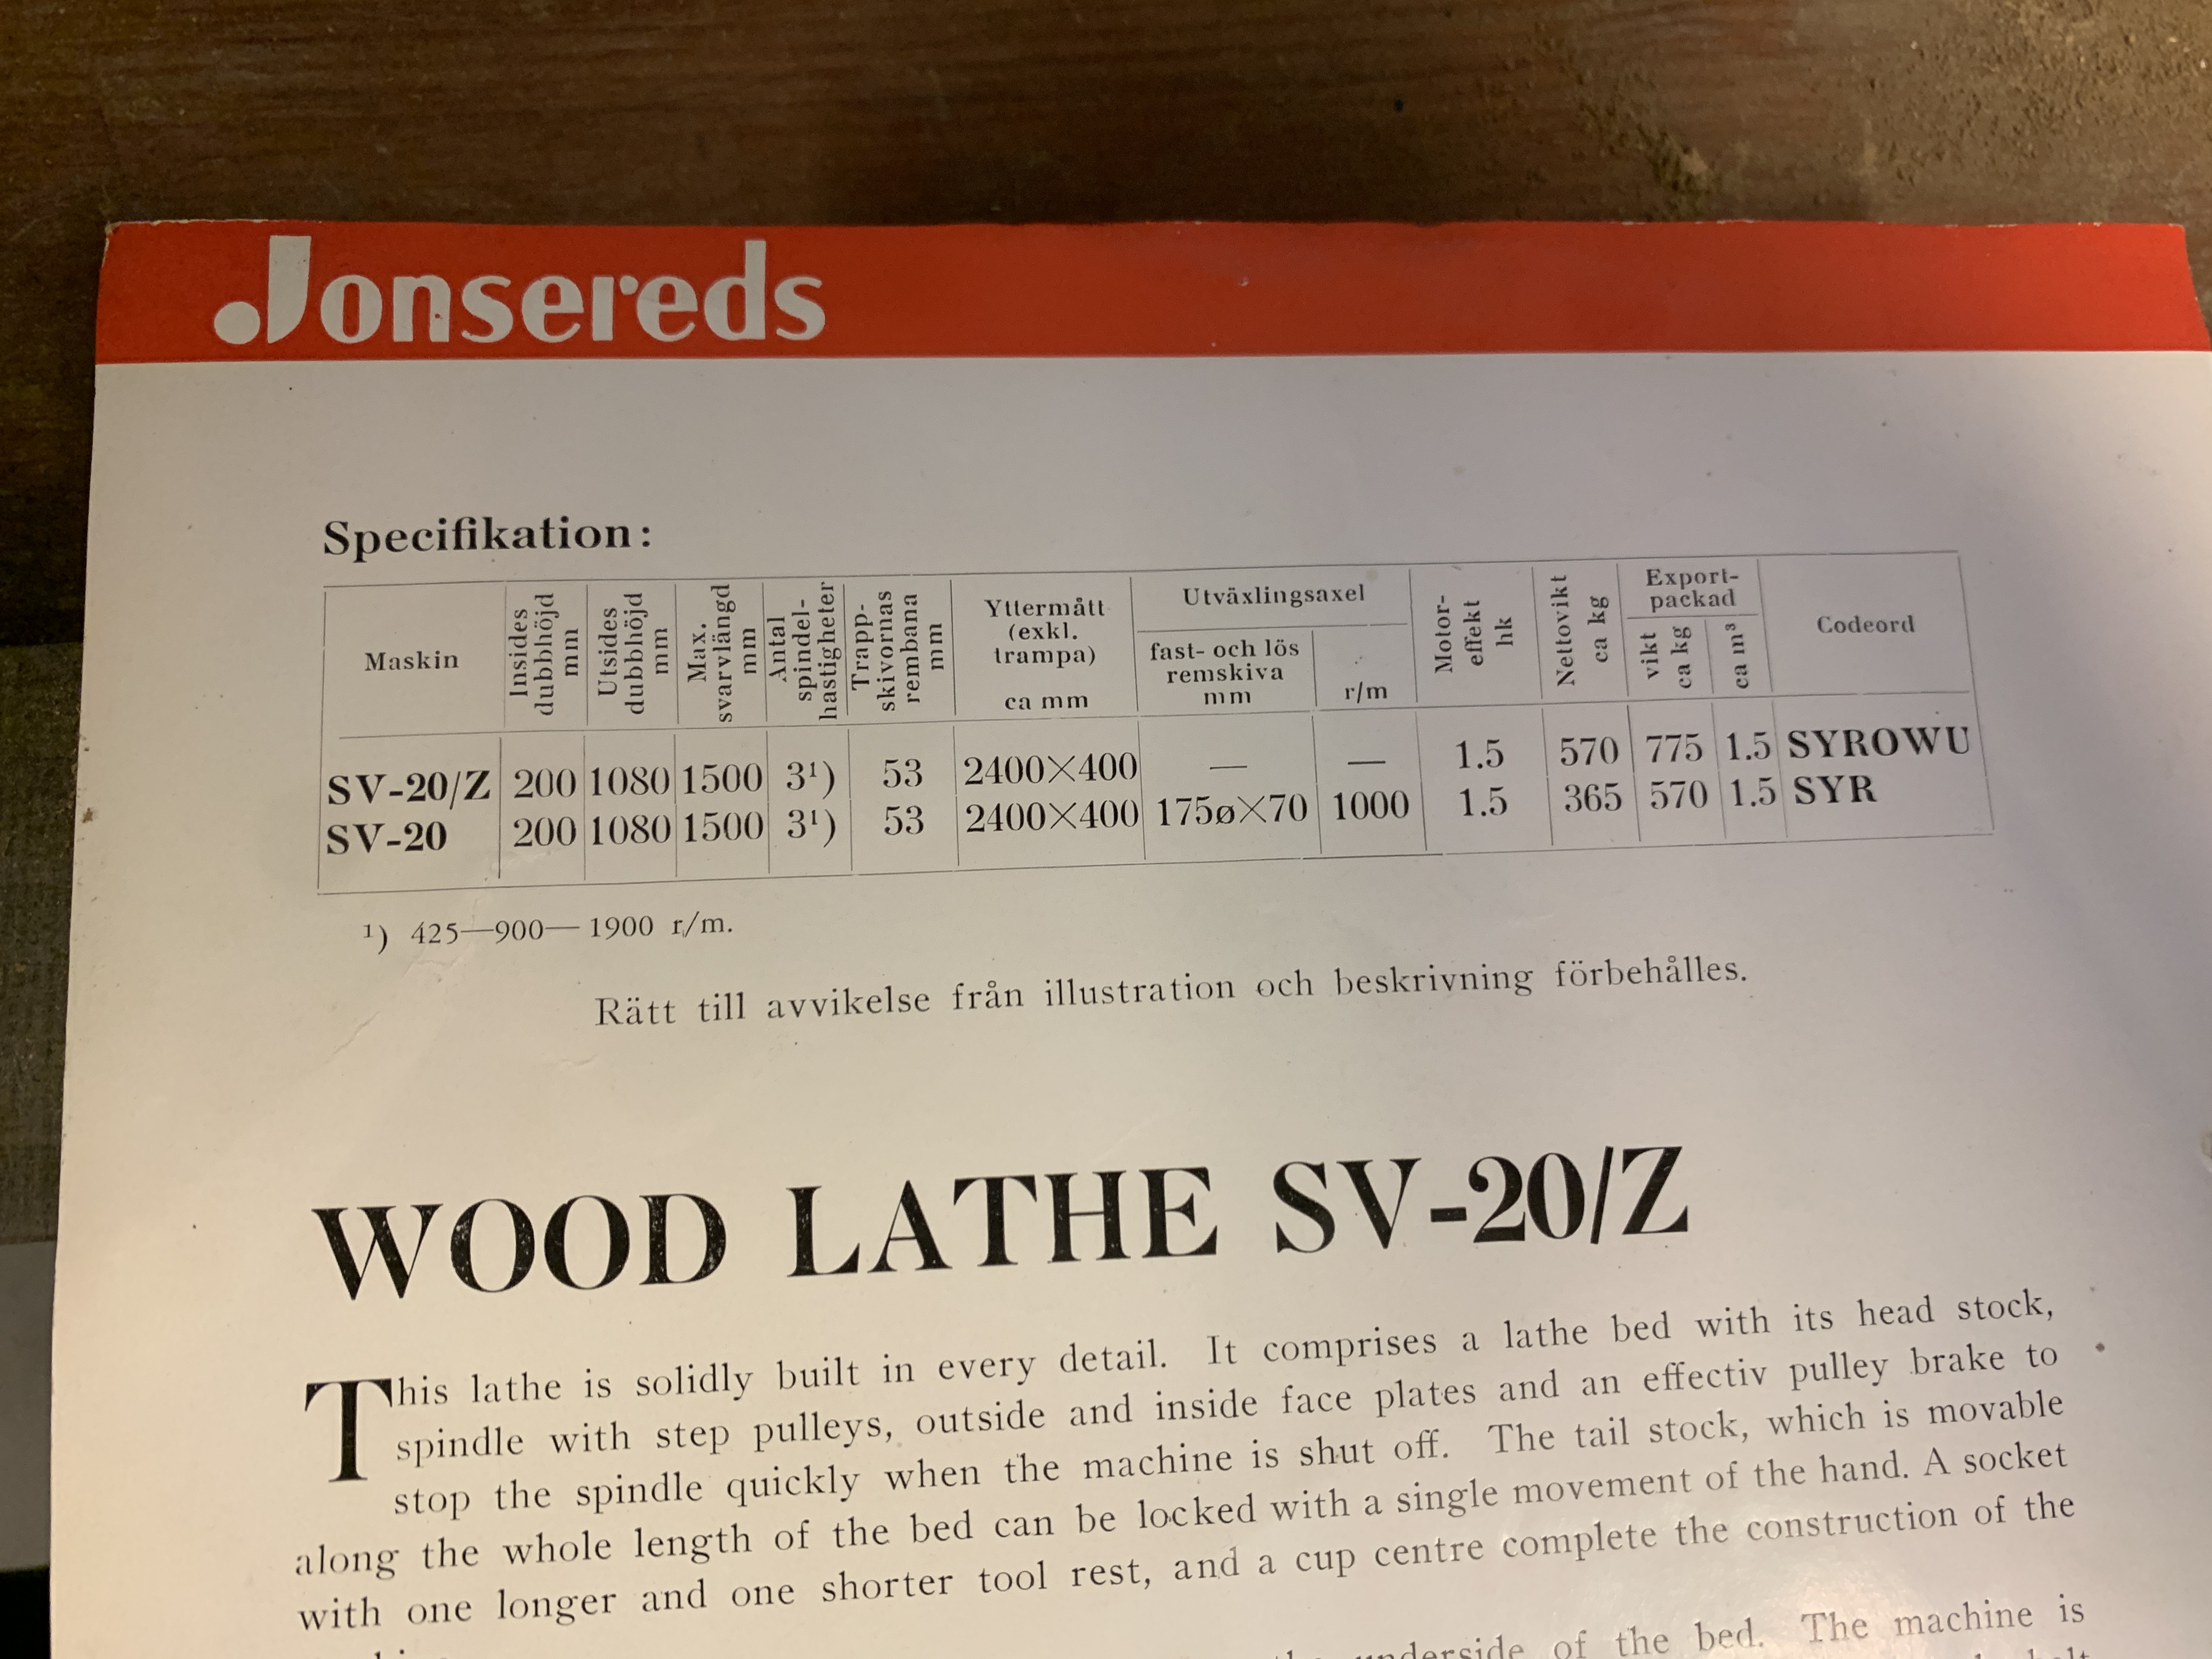 Jonsereds
Specifikation:
Maskin
Insides dubbhöjd mm
Utsides dubbhöjd mm
Max. svarvlängd mm
Antal spindel-hastigheter
Trapp-skivornas rembana mm
Yttermått (exkl. trampa) ca mm
Utväxlingsaxel
fast- och lös remskiva mm
r/m
Motor-effekt hk
Nettovikt ca kg
Export-packad
vikt ca kg
ca m³
Codeord
SV-20/Z 200 1080 1500 3¹) 53 2400×400 — — 1.5 570 775 1.5 SYROWU
SV-20 200 1080 1500 3¹) 53 2400×400 175ø×70 1000 1.5 365 570 1.5 SYR
¹) 425—900—1900 r/m.
Rätt till avvikelse från illustration och beskrivning förbehålles.
WOOD LATHE SV-20/Z
This lathe is solidly built in every detail. It comprises a lathe bed with its head stock,
spindle with step pulleys, outside and inside face plates and an effectiv pulley brake to
stop the spindle quickly when the machine is shut off. The tail stock, which is movable
along the whole length of the bed can be locked with a single movement of the hand. A socket
with one longer and one shorter tool rest, and a cup centre complete the construction of the
underside of the bed. The machine is